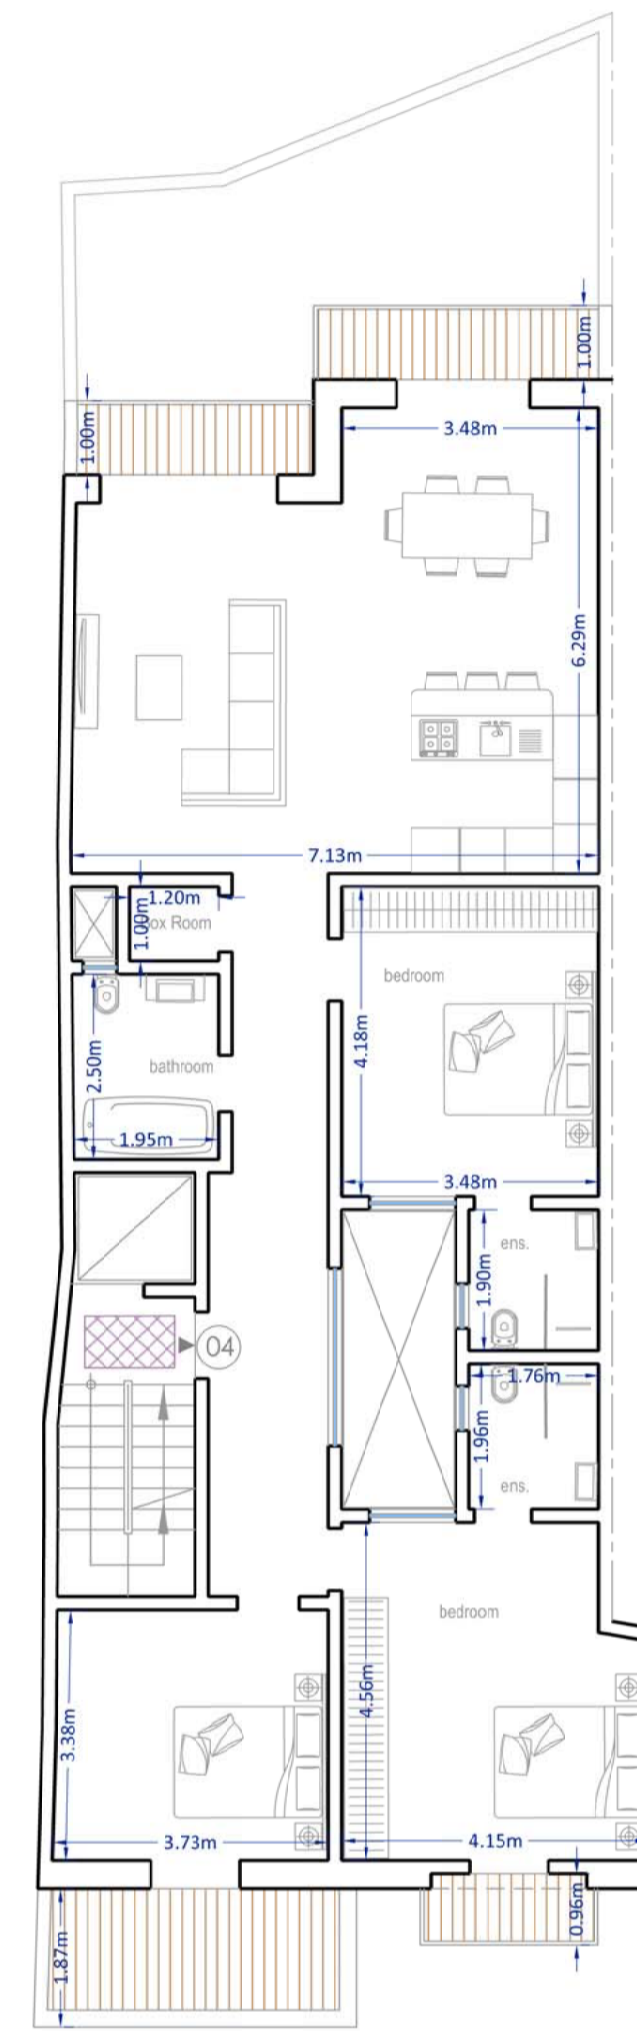 1.00m
3.48m
1.00m
6.29m
7.13m
1.20m
ox Room
1.00m
bedroom
4.18m
2.50m
bathroom
1.95m
3.48m
ens.
1.90m
04
1.76m
1.96m
ens.
bedroom
4.56m
3.38m
3.73m
4.15m
1.87m
0.96m